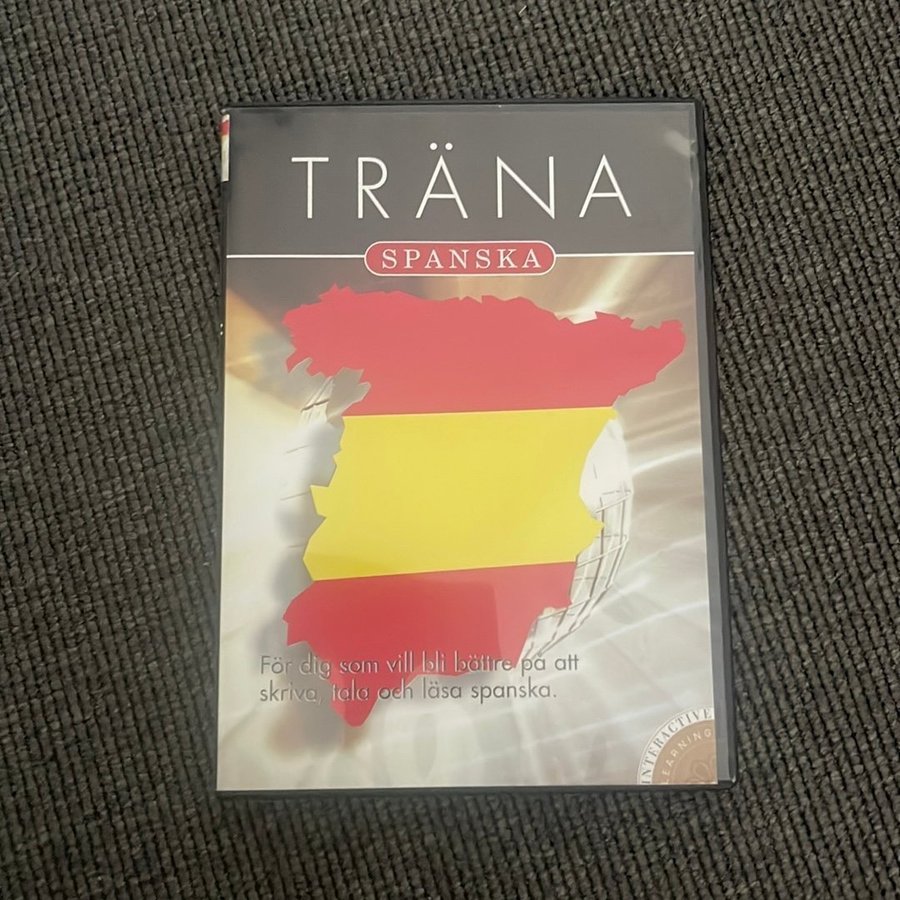 TRÄNA
SPANSKA
För dig som vill bli bättre på att
skriva, tala och läsa spanska.
INTERACTIVE
LEARNING